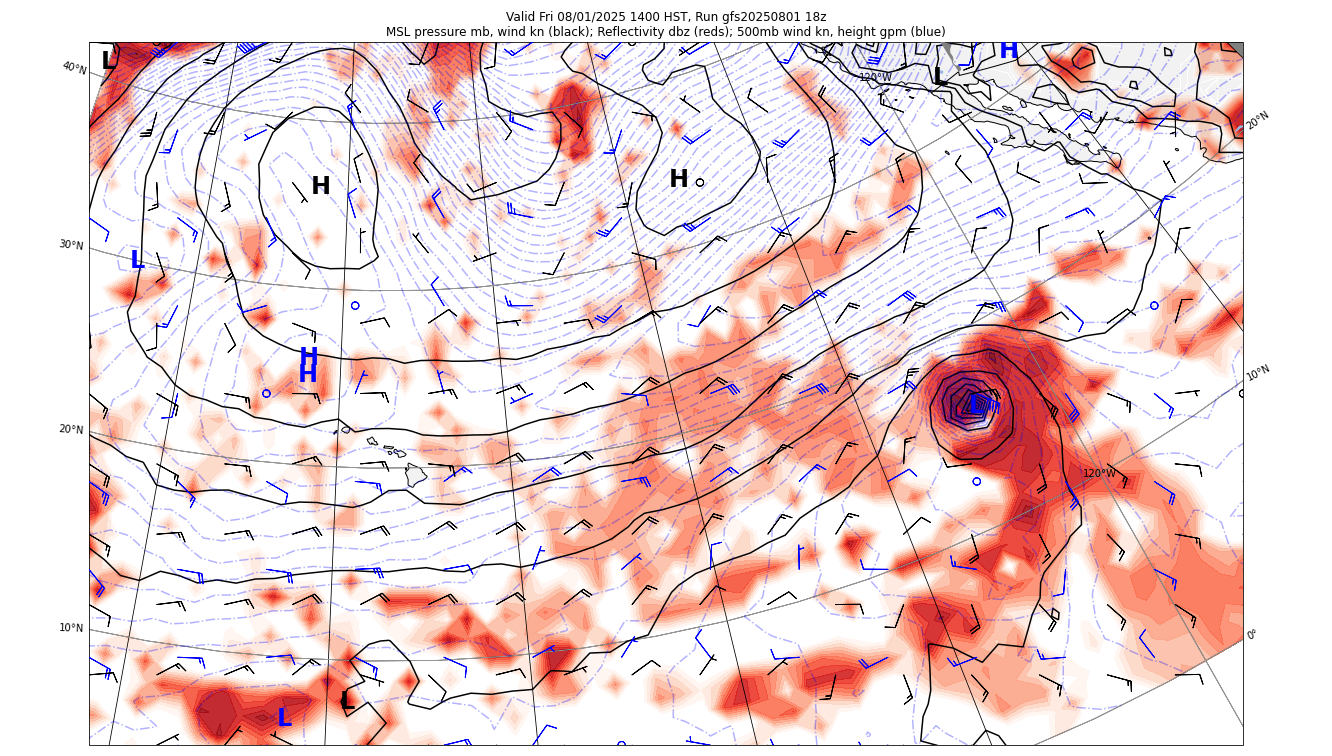 Valid Fri 08/01/2025 1400 HST, Run gfs20250801 18z
MSL pressure mb, wind kn (black); Reflectivity dbz (reds); 500mb wind kn, height gpm (blue)
H
L
40°N
L
120°W
20°N
H
H
30°N
L
H
H
10°N
L
20°N
120°W
10°N
0°
L
L